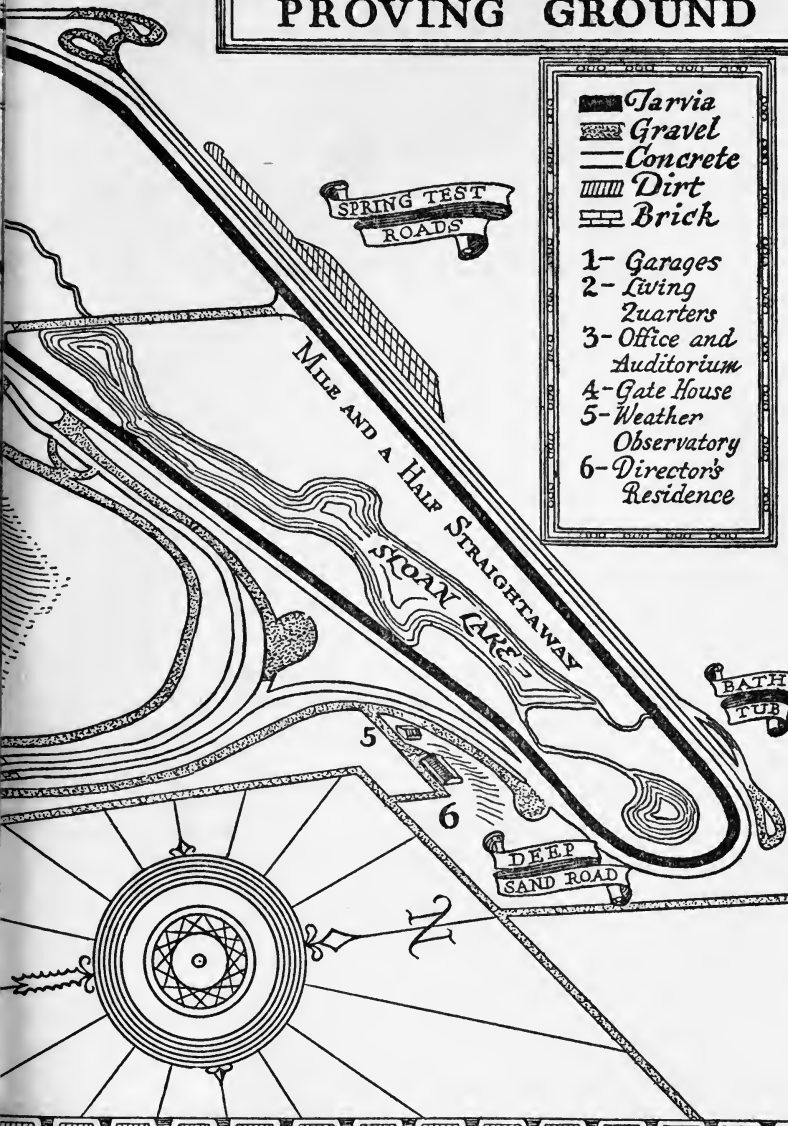 PROVING GROUND
Tarvia
Gravel
Concrete
Dirt
Brick
1- Garages
2- Living
Quarters
3- Office and
Auditorium
4- Gate House
5- Weather
Observatory
6- Director's
Residence
SPRING TEST
ROADS
MILE AND A HALF STRAIGHTAWAY
SLOAN LAKE
BATH
TUB
5
6
DEEP
SAND ROAD
N